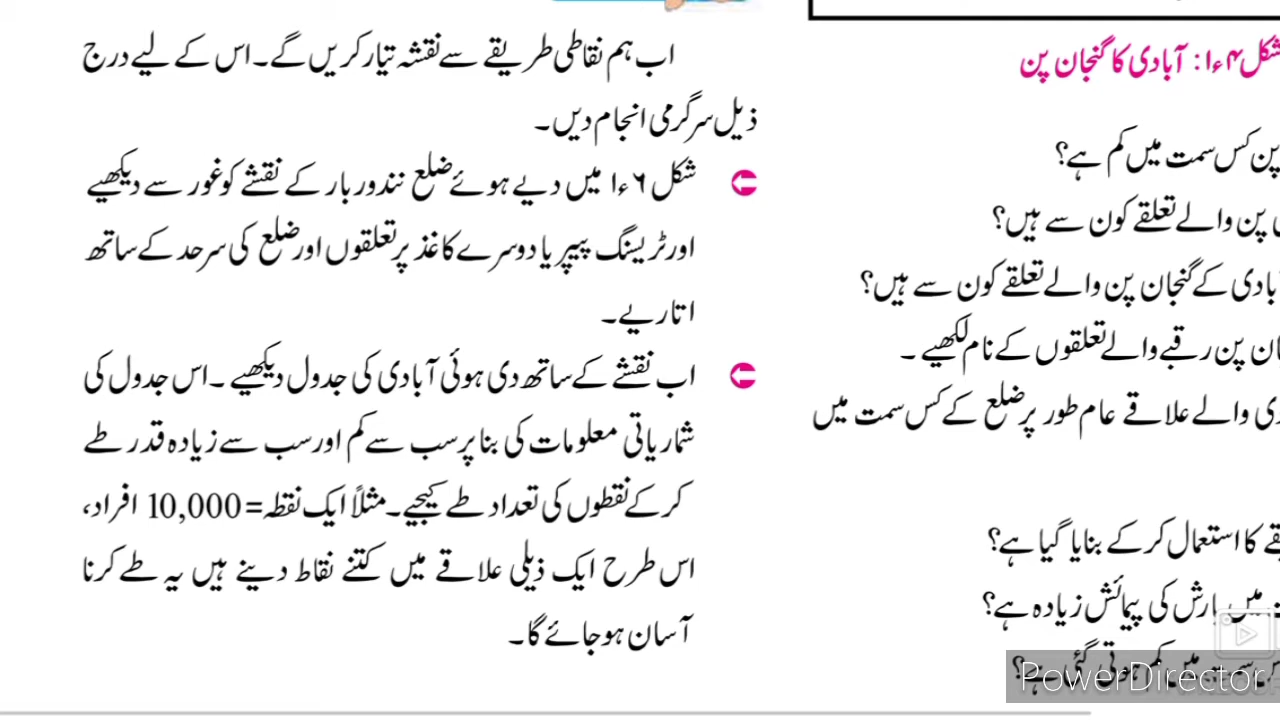 شکل ۴ء۱ : آبادی کا گنجان پن
پن کس سمت میں کم ہے؟
پن والے تعلقے کون سے ہیں؟
آبادی کے گنجان پن والے تعلقے کون سے ہیں؟
پن رقبے والے تعلقوں کے نام لکھیے ۔
والے علاقے عام طور پر ضلع کے کس سمت میں
کا استعمال کرکے بنایا گیا ہے؟
میں بارش کی پیمائش زیادہ ہے؟
میں کم ہوتی گئی ہے؟
اب ہم نقاطی طریقے سے نقشہ تیار کریں گے۔ اس کے لیے درج
ذیل سرگرمی انجام دیں۔
شکل ۶ء۱ میں دیے ہوئے ضلع نندوربار کے نقشے کو غور سے دیکھیے
اور ٹریسنگ پیپر یا دوسرے کاغذ پر تعلقوں اور ضلع کی سرحد کے ساتھ
اتاریے۔
اب نقشے کے ساتھ دی ہوئی آبادی کی جدول دیکھیے ۔ اس جدول کی
شماریاتی معلومات کی بنا پر سب سے کم اور سب سے زیادہ قدر طے
کرکے نقطوں کی تعداد طے کیجیے۔ مثلاً ایک نقطہ = 10,000 افراد،
اس طرح ایک ذیلی علاقے میں کتنے نقاط دینے ہیں یہ طے کرنا
آسان ہوجائے گا۔
PowerDirector